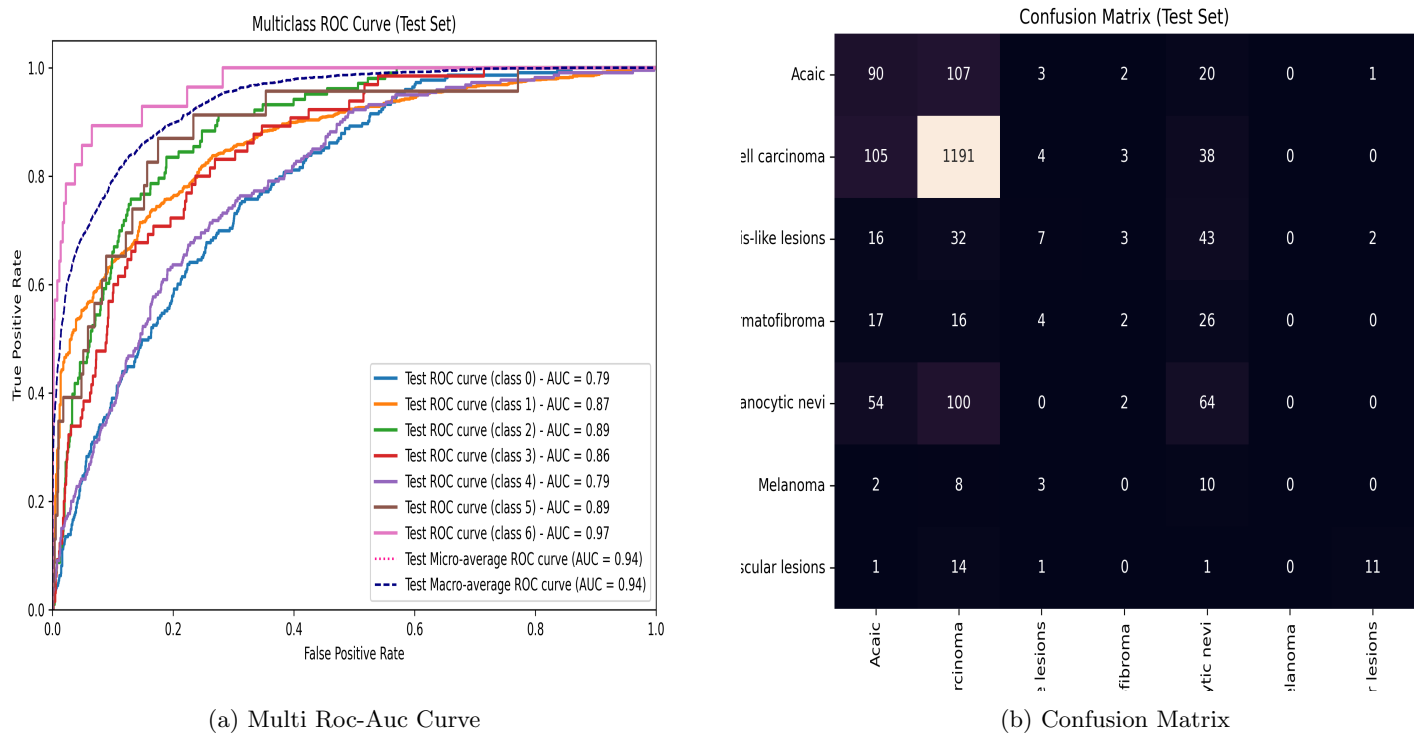 Multiclass ROC Curve (Test Set)
True Positive Rate
1.0
0.8
0.6
0.4
0.2
0.0
0.0 0.2 0.4 0.6 0.8 1.0
False Positive Rate
Test ROC curve (class 0) - AUC = 0.79
Test ROC curve (class 1) - AUC = 0.87
Test ROC curve (class 2) - AUC = 0.89
Test ROC curve (class 3) - AUC = 0.86
Test ROC curve (class 4) - AUC = 0.79
Test ROC curve (class 5) - AUC = 0.89
Test ROC curve (class 6) - AUC = 0.97
Test Micro-average ROC curve (AUC = 0.94)
Test Macro-average ROC curve (AUC = 0.94)
(a) Multi Roc-Auc Curve
Confusion Matrix (Test Set)
Acaic 90 107 3 2 20 0 1
ell carcinoma 105 1191 4 3 38 0 0
is-like lesions 16 32 7 3 43 0 2
matofibroma 17 16 4 2 26 0 0
anocytic nevi 54 100 0 2 64 0 0
Melanoma 2 8 3 0 10 0 0
scular lesions 1 14 1 0 1 0 11
Acaic
rcinoma
e lesions
fibroma
ytic nevi
elanoma
r lesions
(b) Confusion Matrix